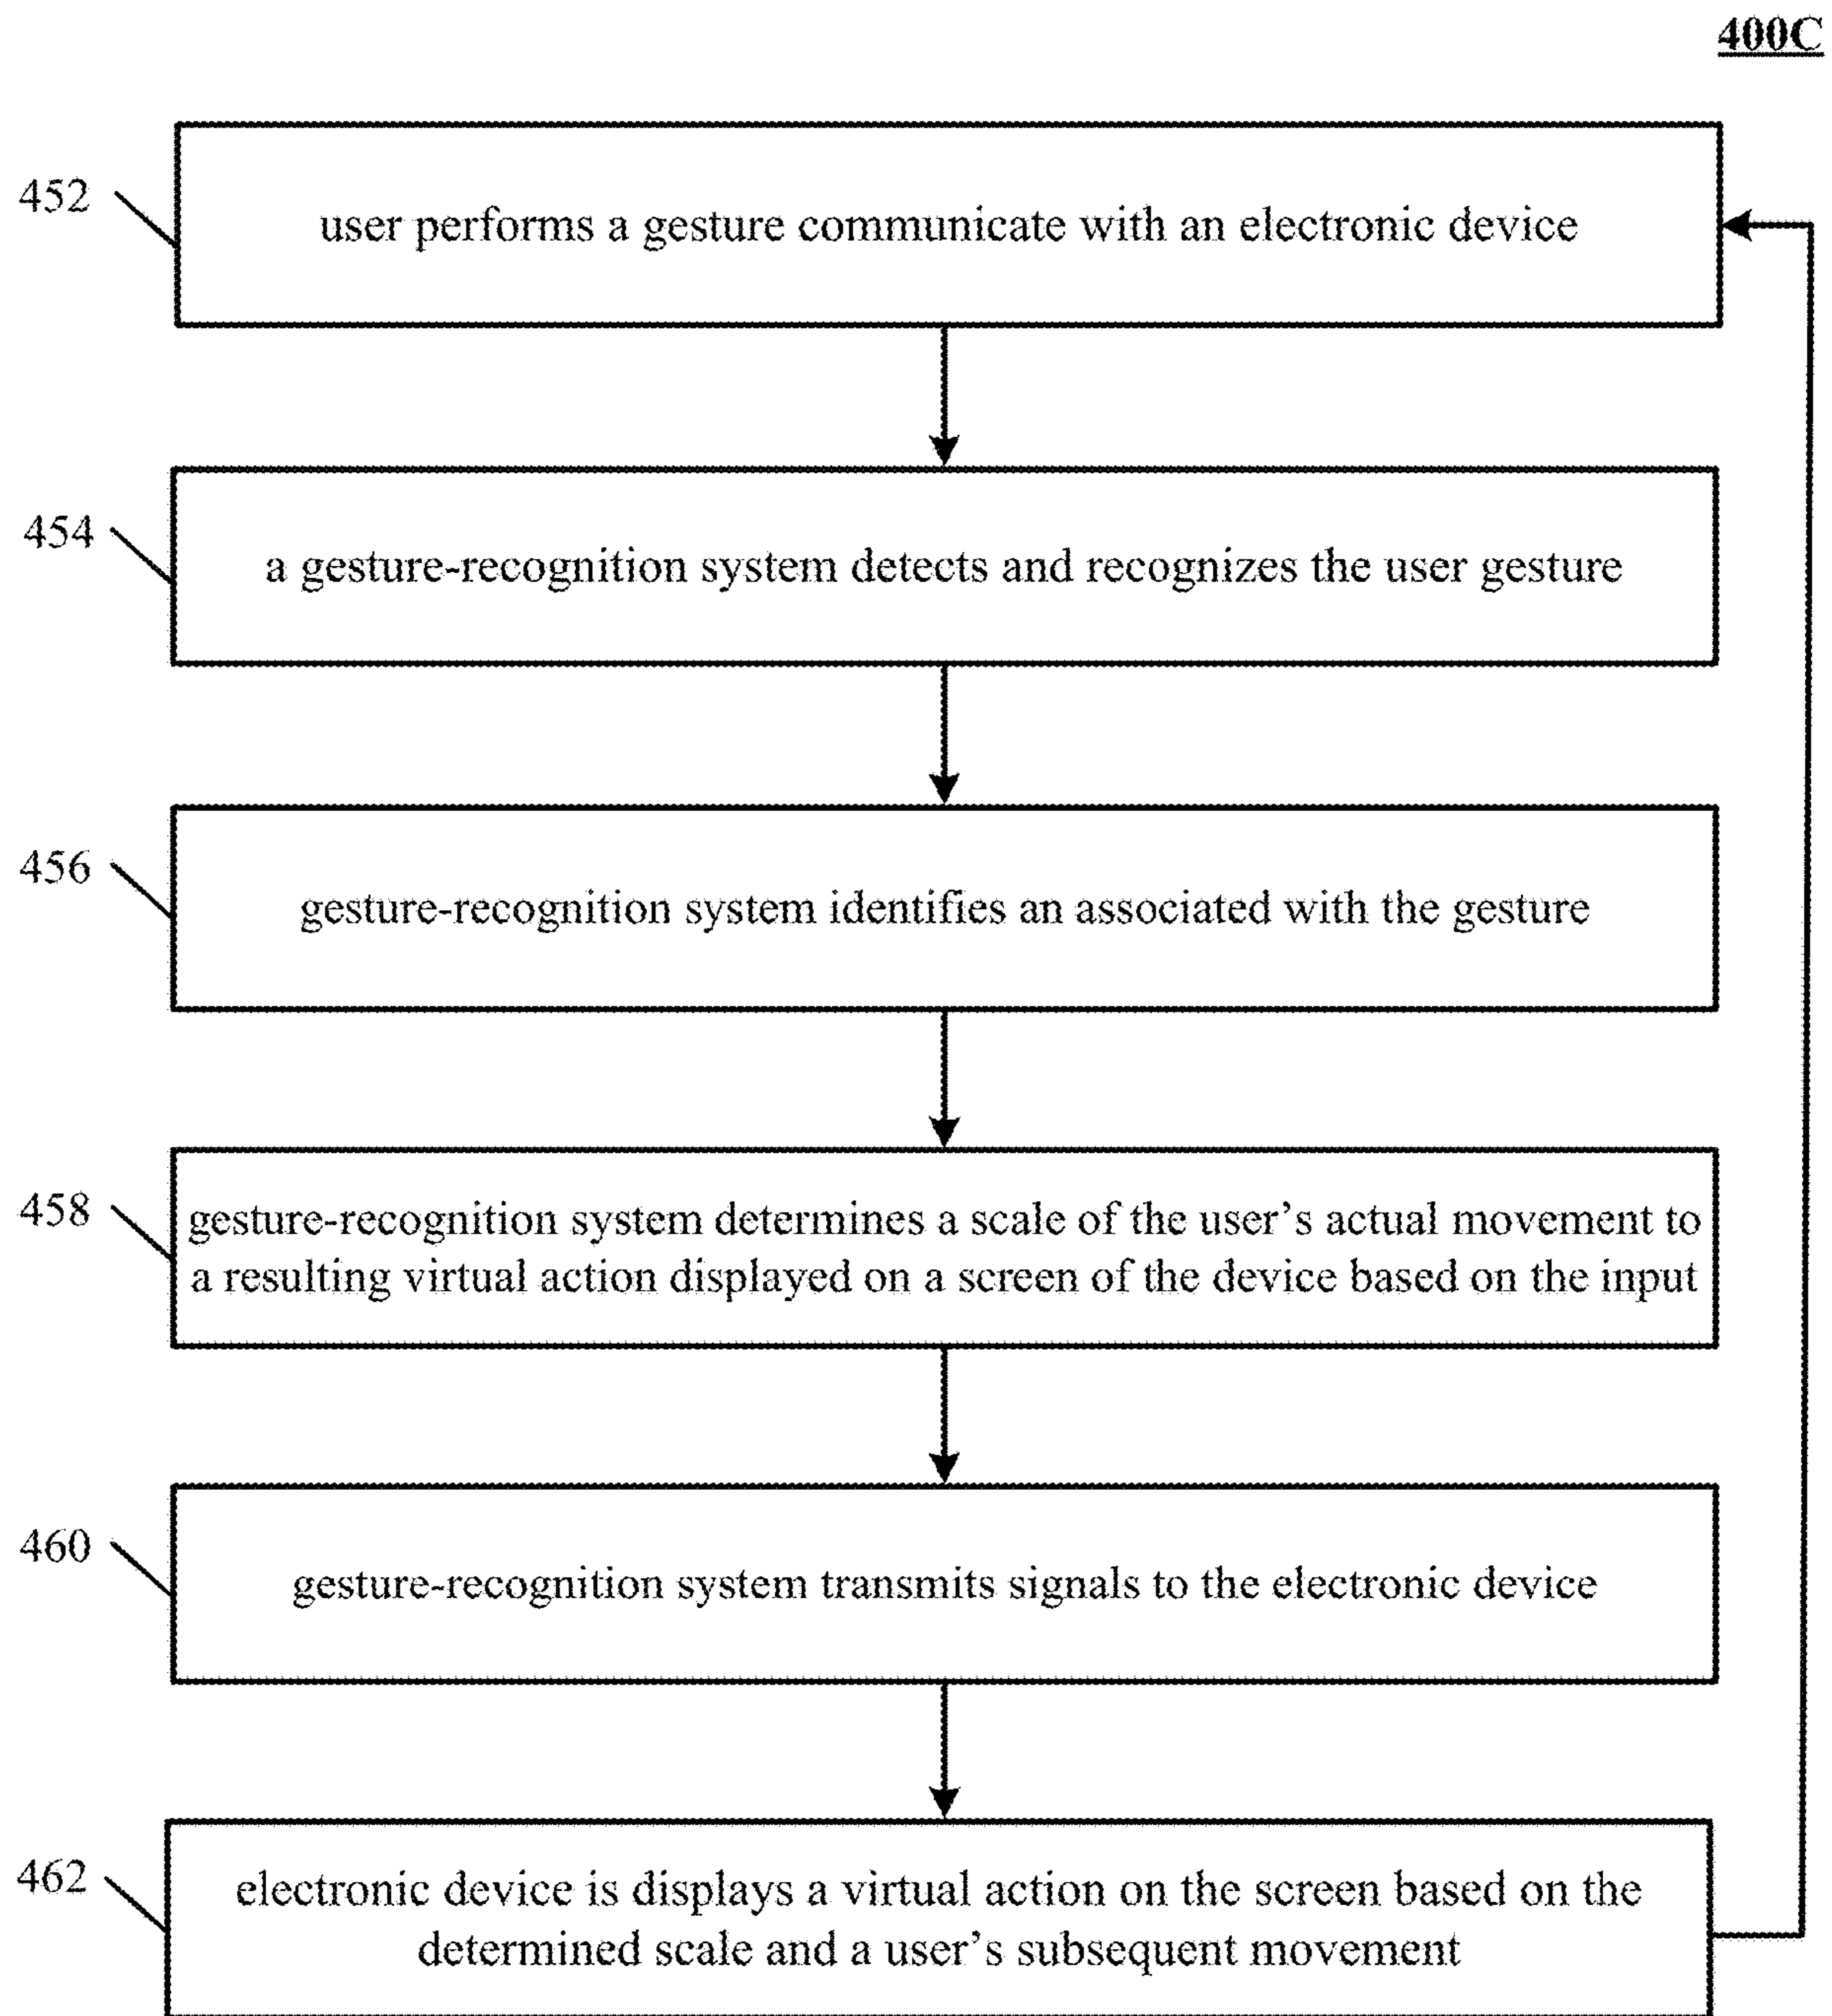 400C
452
user performs a gesture communicate with an electronic device
454
a gesture-recognition system detects and recognizes the user gesture
456
gesture-recognition system identifies an associated with the gesture
458
gesture-recognition system determines a scale of the user's actual movement to
a resulting virtual action displayed on a screen of the device based on the input
460
gesture-recognition system transmits signals to the electronic device
462
electronic device is displays a virtual action on the screen based on the
determined scale and a user's subsequent movement